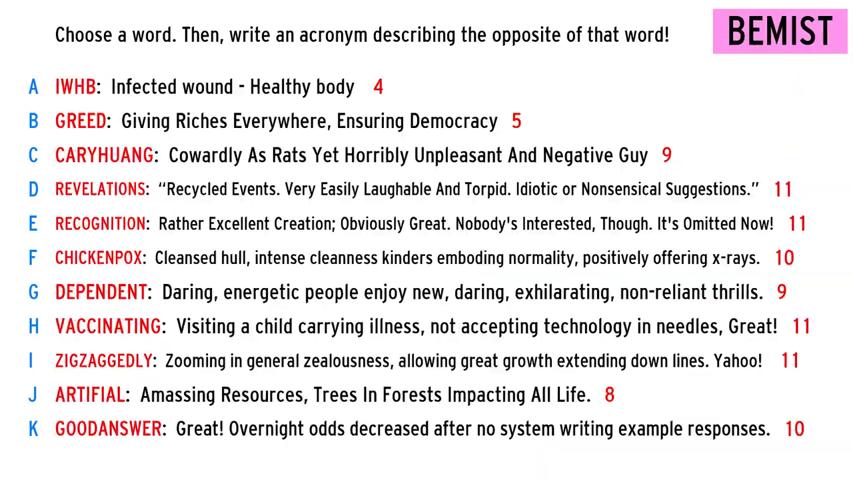 Choose a word. Then, write an acronym describing the opposite of that word!
BEMIST
A IWHB: Infected wound - Healthy body 4
B GREED: Giving Riches Everywhere, Ensuring Democracy 5
C CARYHUANG: Cowardly As Rats Yet Horribly Unpleasant And Negative Guy 9
D REVELATIONS: “Recycled Events. Very Easily Laughable And Torpid. Idiotic or Nonsensical Suggestions.” 11
E RECOGNITION: Rather Excellent Creation; Obviously Great. Nobody's Interested, Though. It's Omitted Now! 11
F CHICKENPOX: Cleansed hull, intense cleanness kinders emboding normality, positively offering x-rays. 10
G DEPENDENT: Daring, energetic people enjoy new, daring, exhilarating, non-reliant thrills. 9
H VACCINATING: Visiting a child carrying illness, not accepting technology in needles, Great! 11
I ZIGZAGGEDLY: Zooming in general zealousness, allowing great growth extending down lines. Yahoo! 11
J ARTIFIAL: Amassing Resources, Trees In Forests Impacting All Life. 8
K GOODANSWER: Great! Overnight odds decreased after no system writing example responses. 10